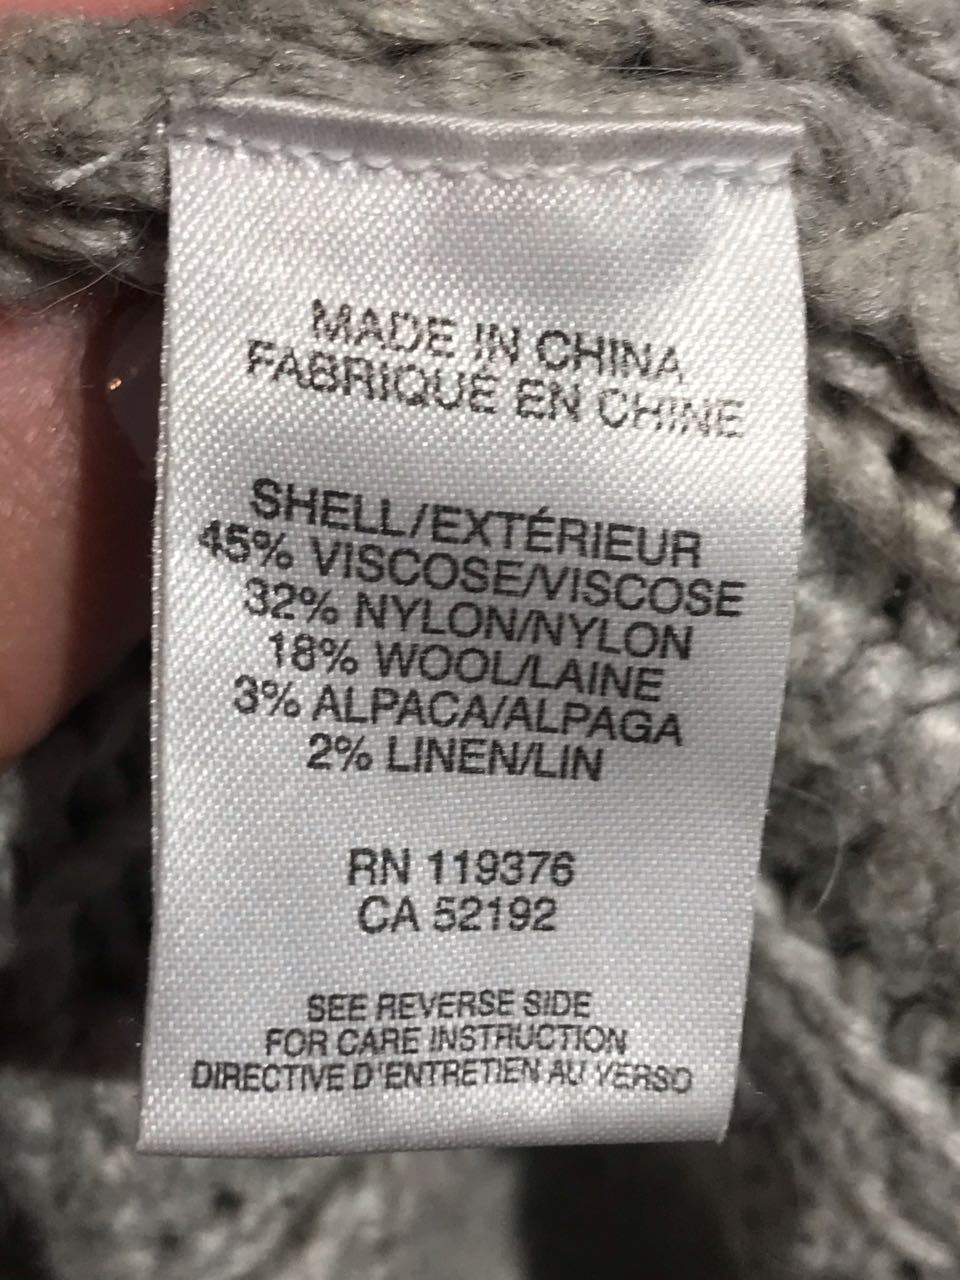 MADE IN CHINA
FABRIQUÉ EN CHINE
SHELL/EXTÉRIEUR
45% VISCOSE/VISCOSE
32% NYLON/NYLON
18% WOOL/LAINE
3% ALPACA/ALPAGA
2% LINEN/LIN
RN 119376
CA 52192
SEE REVERSE SIDE
FOR CARE INSTRUCTION
DIRECTIVE D'ENTRETIEN AU VERSO